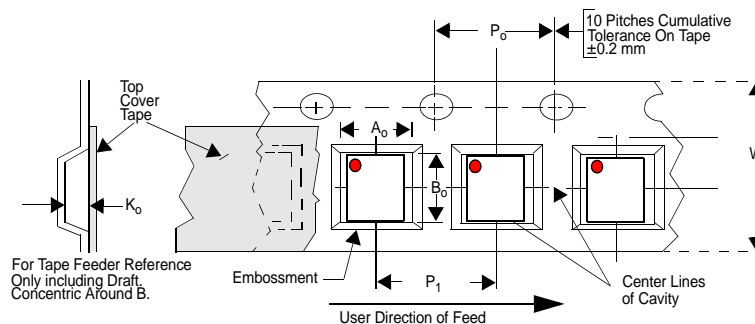 10 Pitches Cumulative
Tolerance On Tape
±0.2 mm
Po
Top
Cover
Tape
Ao
Bo
Ko
W
For Tape Feeder Reference
Only including Draft.
Concentric Around B.
Embossment
P1
Center Lines
of Cavity
User Direction of Feed